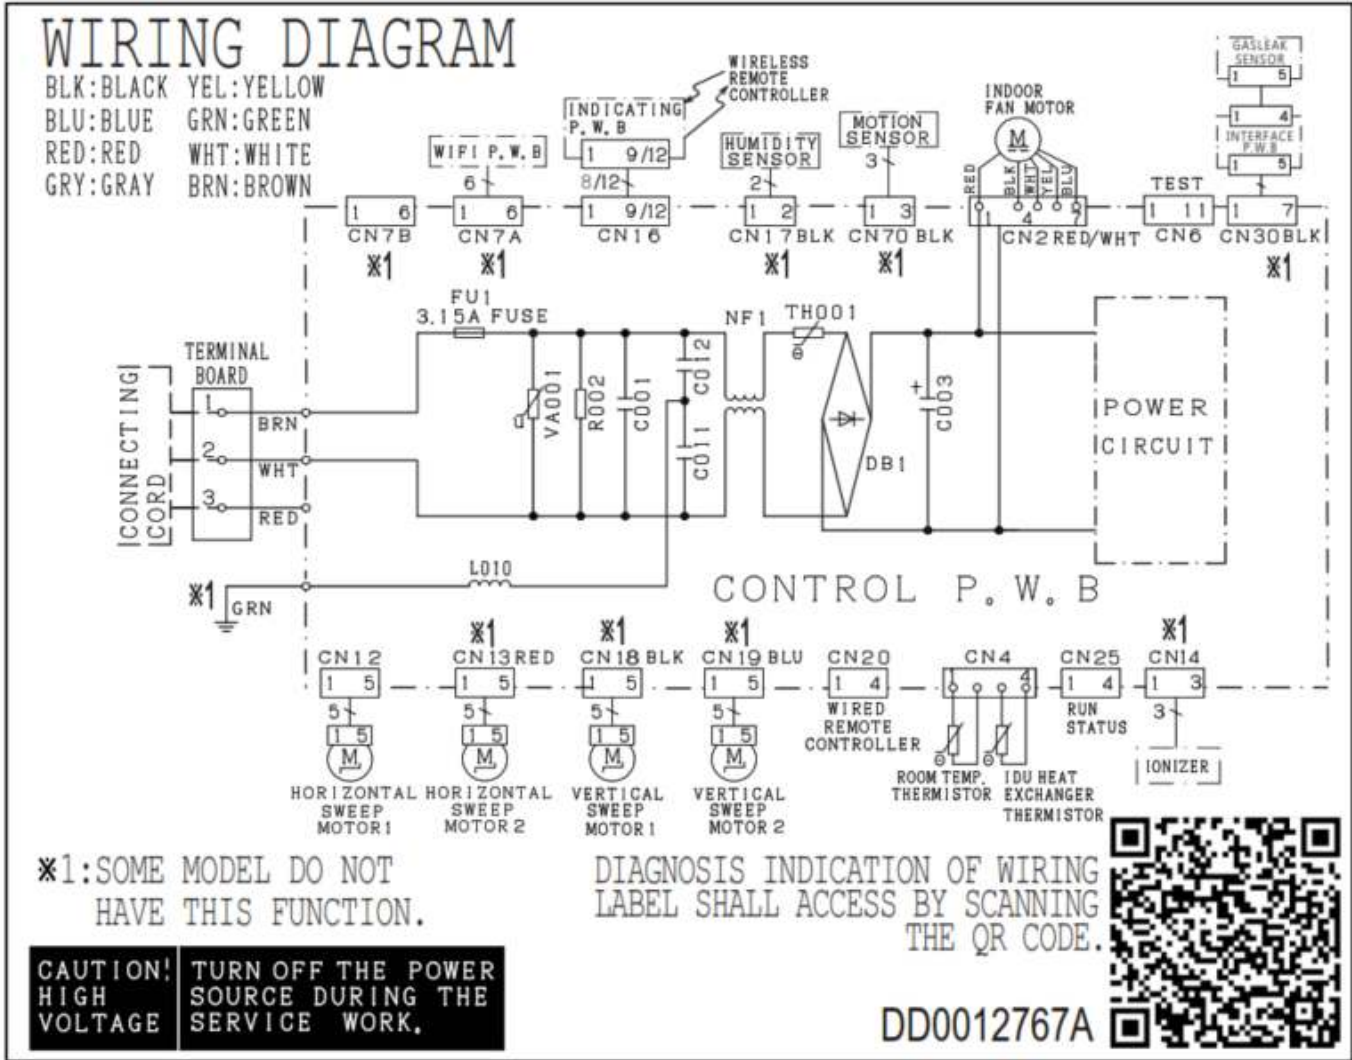 WIRING DIAGRAM
BLK:BLACK YEL:YELLOW
BLU:BLUE GRN:GREEN
RED:RED WHT:WHITE
GRY:GRAY BRN:BROWN
WIRELESS
REMOTE
CONTROLLER
INDICATING
P.W.B
1 9/12
8/12
WIFI P.W.B
6
HUMIDITY
SENSOR
2
MOTION
SENSOR
3
INDOOR
FAN MOTOR
M
RED
BLK
WHT
YEL
BLU
GASLEAK
SENSOR
1 5
1 4
INTERFACE
P.W.B
1 5
TEST
1 6
CN7B
※1
1 6
CN7A
※1
1 9/12
CN16
1 2
CN17 BLK
※1
1 3
CN70 BLK
※1
1 4 7
CN2 RED/WHT
1 11
CN6
1 7
CN30 BLK
※1
FU1
3.15A FUSE
NF1
TH001
θ
TERMINAL
BOARD
CONNECTING
CORD
1
BRN
2
WHT
3
RED
U
VA001
R002
C001
C012
C011
DB1
+
C003
POWER
CIRCUIT
L010
※1
GRN
CONTROL P.W.B
CN12
1 5
5
1 5
M
HORIZONTAL
SWEEP
MOTOR1
※1
CN13 RED
1 5
5
1 5
M
HORIZONTAL
SWEEP
MOTOR 2
※1
CN18 BLK
1 5
5
1 5
M
VERTICAL
SWEEP
MOTOR1
※1
CN19 BLU
1 5
5
1 5
M
VERTICAL
SWEEP
MOTOR 2
CN20
1 4
WIRED
REMOTE
CONTROLLER
CN4
1 4
θ θ
ROOM TEMP.
THERMISTOR
IDU HEAT
EXCHANGER
THERMISTOR
CN25
1 4
RUN
STATUS
※1
CN14
1 3
3
IONIZER
※1:SOME MODEL DO NOT
HAVE THIS FUNCTION.
DIAGNOSIS INDICATION OF WIRING
LABEL SHALL ACCESS BY SCANNING
THE QR CODE.
CAUTION!
HIGH
VOLTAGE
TURN OFF THE POWER
SOURCE DURING THE
SERVICE WORK.
DD0012767A